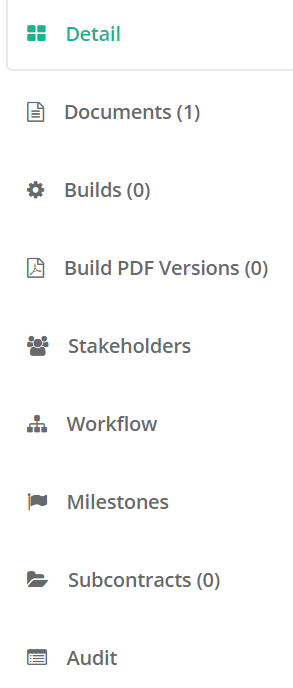 Detail
Documents (1)
Builds (0)
Build PDF Versions (0)
Stakeholders
Workflow
Milestones
Subcontracts (0)
Audit